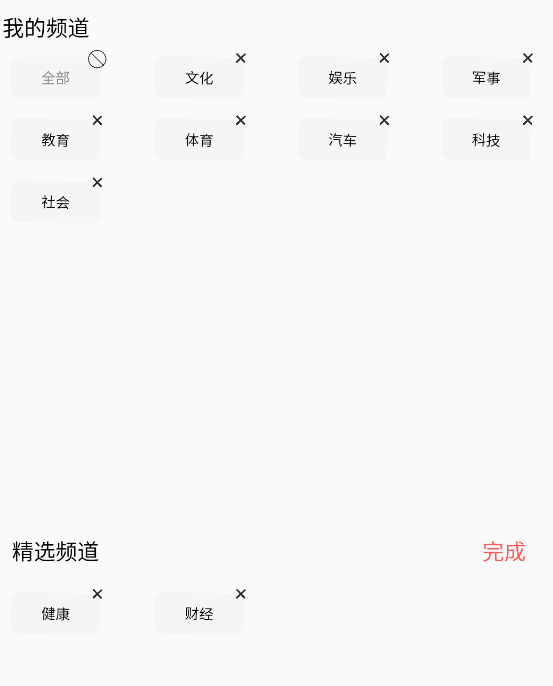 我的频道
全部 文化 娱乐 军事
教育 体育 汽车 科技
社会
精选频道 完成
健康 财经